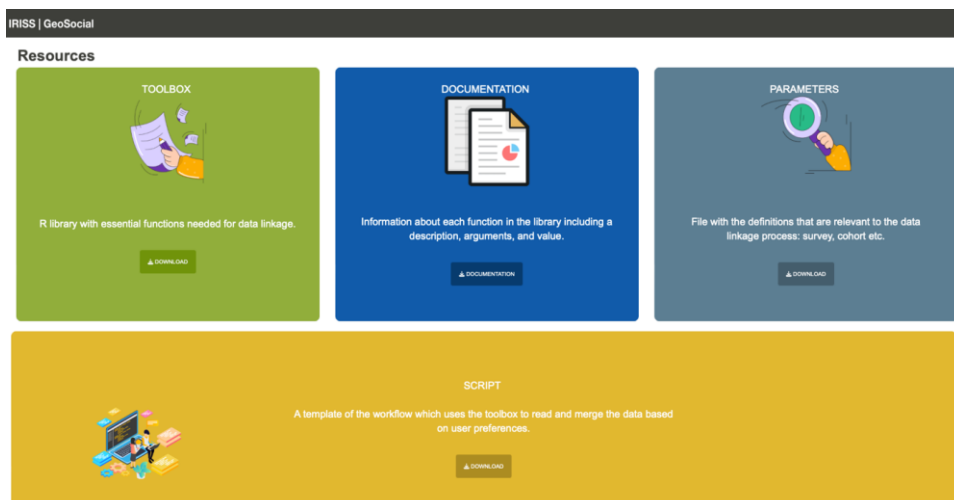 IRISS | GeoSocial
Resources
TOOLBOX
R library with essential functions needed for data linkage.
DOWNLOAD
DOCUMENTATION
Information about each function in the library including a
description, arguments, and value.
DOCUMENTATION
PARAMETERS
File with the definitions that are relevant to the data
linkage process: survey, cohort etc.
DOWNLOAD
SCRIPT
A template of the workflow which uses the toolbox to read and merge the data based
on user preferences.
DOWNLOAD